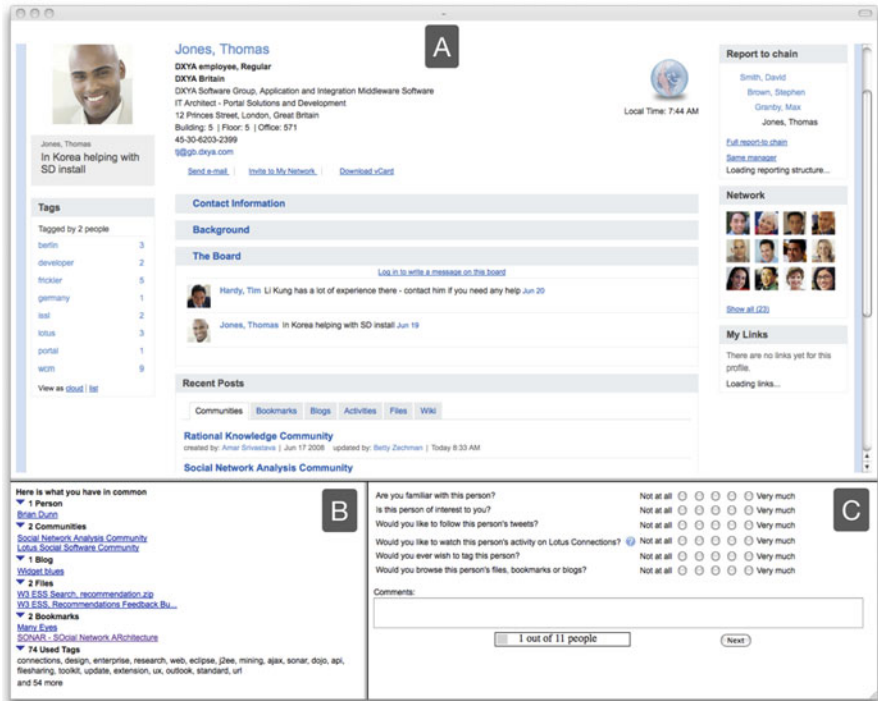 A
Jones, Thomas
DXYA employee, Regular
DXYA Britain
DXYA Software Group, Application and Integration Middleware Software
IT Architect - Portal Solutions and Development
12 Princes Street, London, Great Britain
Building: 5 | Floor: 5 | Office: 571
45-30-6203-2399
tj@gb.dxya.com
Send e-mail | Invite to My Network | Download vCard
Local Time: 7:44 AM
Jones, Thomas
In Korea helping with
SD install
Tags
Tagged by 2 people
berlin 3
developer 2
frickler 5
germany 1
issl 2
lotus 3
portal 1
wcm 9
View as cloud | list
Contact Information
Background
The Board
Log in to write a message on this board
Hardy, Tim Li Kung has a lot of experience there - contact him if you need any help Jun 20
Jones, Thomas In Korea helping with SD install Jun 19
Recent Posts
Communities Bookmarks Blogs Activities Files Wiki
Rational Knowledge Community
created by: Amar Srivastava | Jun 17 2008 updated by: Betty Zechman | Today 8:33 AM
Social Network Analysis Community
Report to chain
Smith, David
Brown, Stephen
Granby, Max
Jones, Thomas
Full report-to chain
Same manager
Loading reporting structure...
Network
Show all (23)
My Links
There are no links yet for this
profile.
Loading links...
B
Here is what you have in common
1 Person
Brian Dunn
2 Communities
Social Network Analysis Community
Lotus Social Software Community
1 Blog
Widget blues
2 Files
W3 ESS Search, recommendation.zip
W3 ESS, Recommendations Feedback Bu...
2 Bookmarks
Many Eyes
SONAR - SOcial Network ARchitecture
74 Used Tags
connections, design, enterprise, research, web, eclipse, j2ee, mining, ajax, sonar, dojo, api,
filesharing, toolkit, update, extension, ux, outlook, standard, url
and 54 more
C
Are you familiar with this person? Not at all Very much
Is this person of interest to you? Not at all Very much
Would you like to follow this person's tweets? Not at all Very much
Would you like to watch this person's activity on Lotus Connections? Not at all Very much
Would you ever wish to tag this person? Not at all Very much
Would you browse this person's files, bookmarks or blogs? Not at all Very much
Comments:
1 out of 11 people
Next